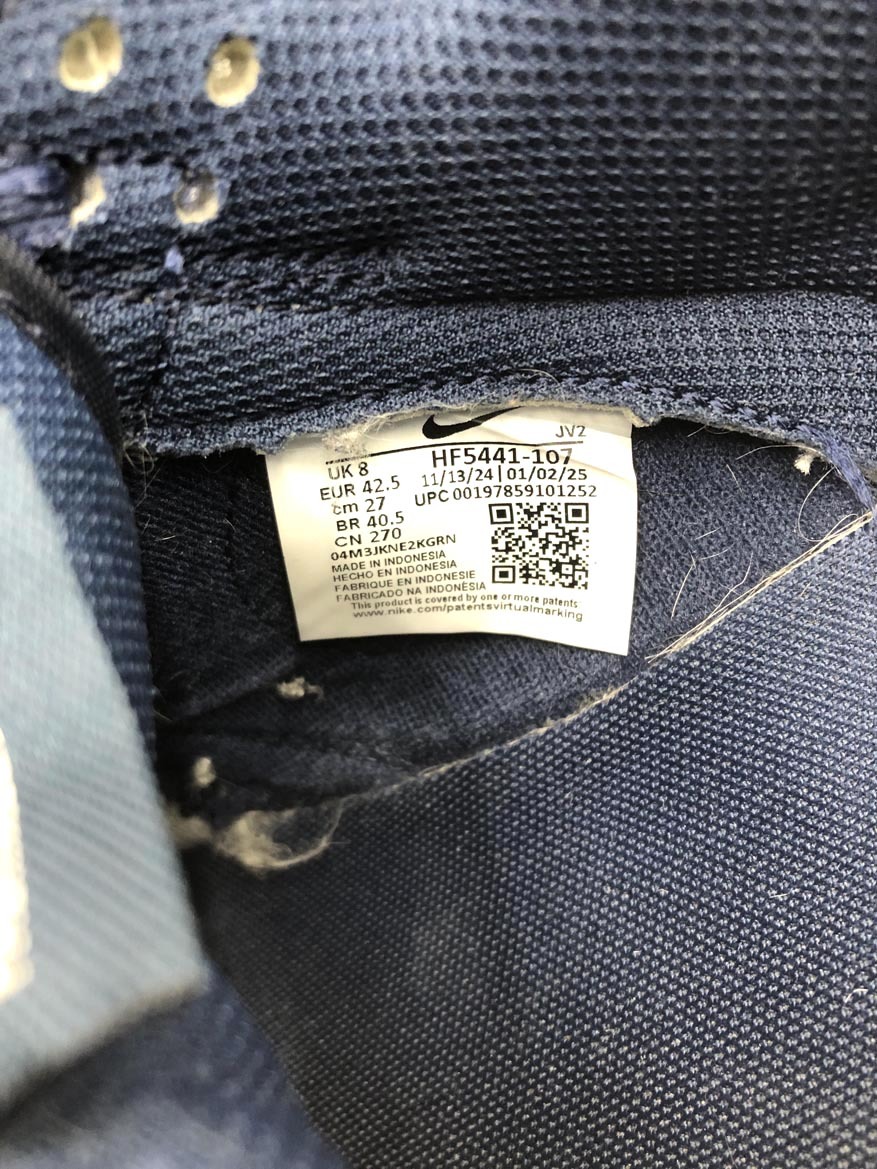 JV2
UK 8
EUR 42.5
cm 27
BR 40.5
CN 270
04M3JKNE2KGRN
HF5441-107
11/13/24 | 01/02/25
UPC 00197859101252
MADE IN INDONESIA
HECHO EN INDONESIA
FABRIQUE EN INDONESIE
FABRICADO NA INDONÉSIA
This product is covered by one or more patents
www.nike.com/patentsvirtualmarking